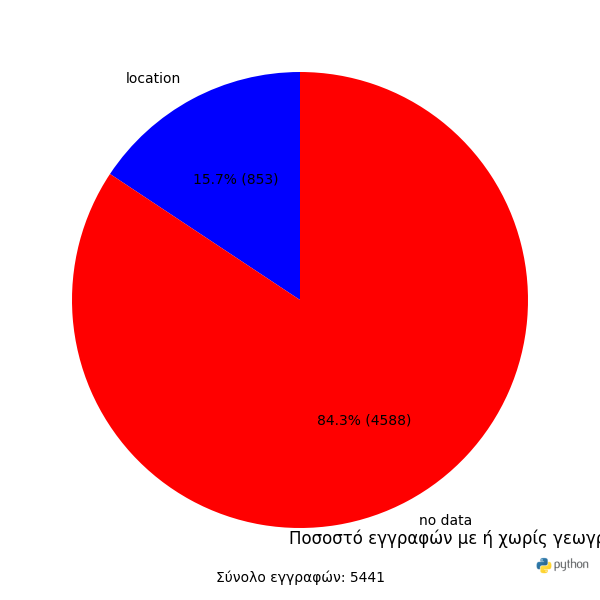 location
15.7% (853)
84.3% (4588)
no data
Ποσοστό εγγραφών με ή χωρίς
python
Σύνολο εγγραφών: 5441